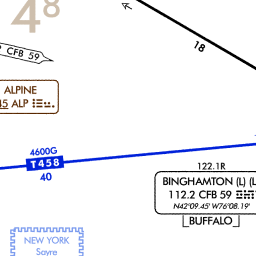 4⁸
CFB 59
18
ALPINE
45 ALP
4600G
T458
40
122.1R
BINGHAMTON (L) (L
112.2 CFB 59
N42°09.45' W76°08.19'
BUFFALO
NEW YORK
Sayre